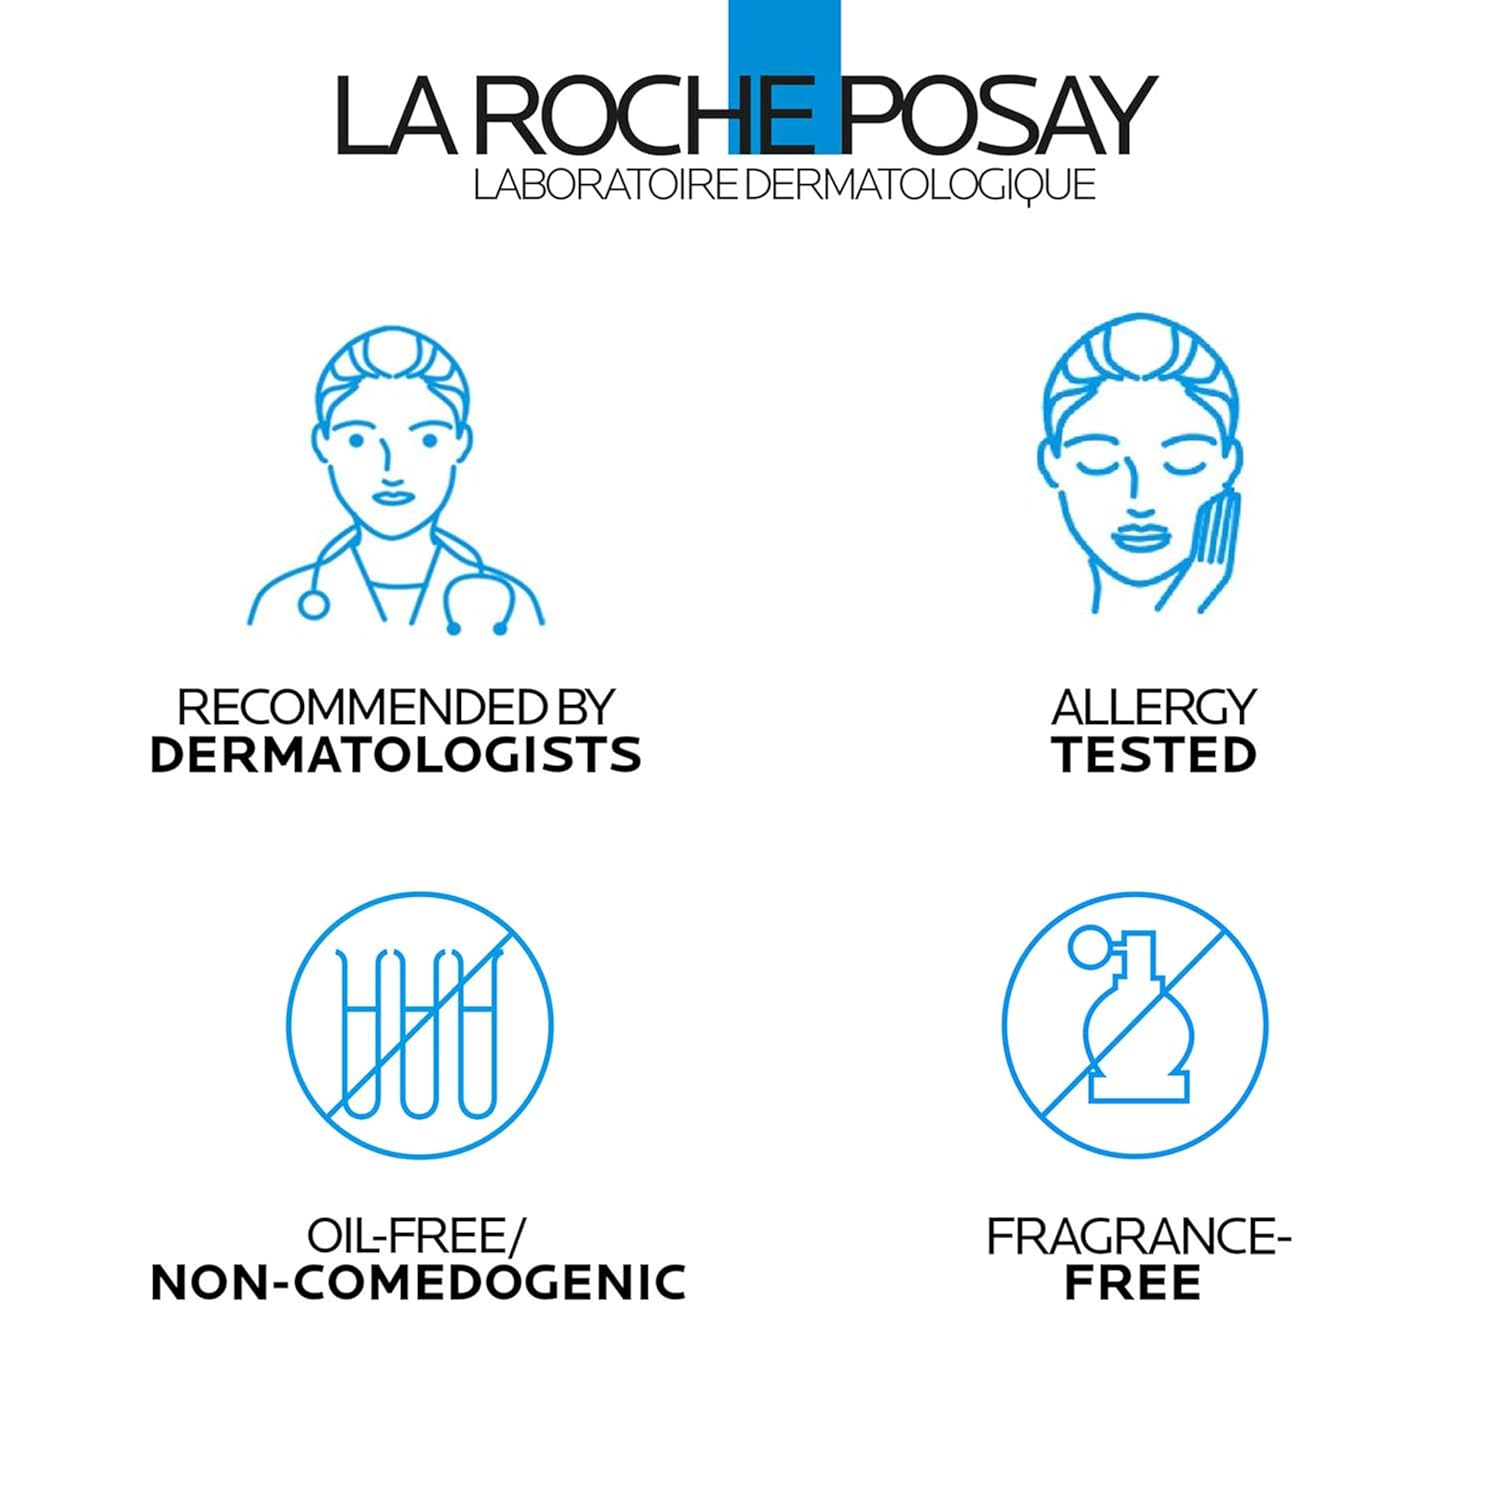 LA ROCHE POSAY
LABORATOIRE DERMATOLOGIQUE
RECOMMENDED BY
DERMATOLOGISTS
ALLERGY
TESTED
OIL-FREE/
NON-COMEDOGENIC
FRAGRANCE-
FREE